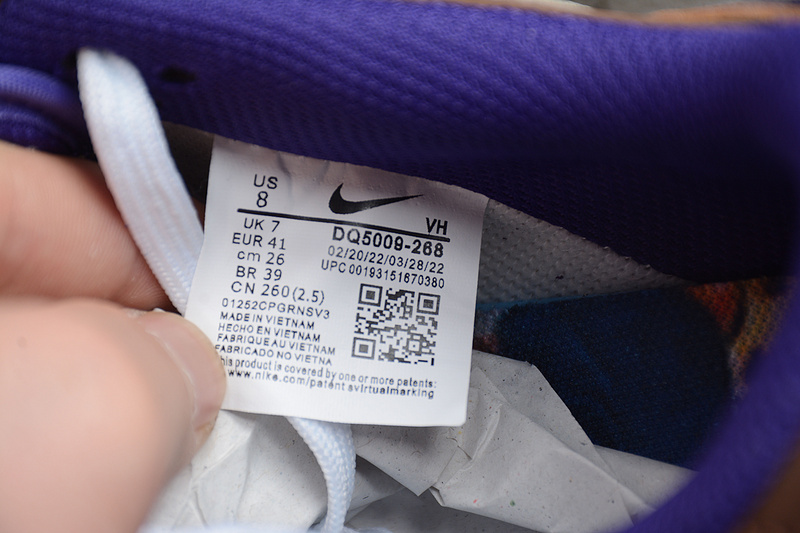 US
8
VH
UK 7
DQ5009-268
EUR 41
02/20/22/03/28/22
cm 26
UPC 00193151670380
BR 39
CN 260 (2.5)
01252CPGRNSV3
MADE IN VIETNAM
HECHO EN VIETNAM
FABRIQUE AU VIETNAM
FABRICADO NO VIETNA
This product is covered by one or more patents:
www.nike.com/patent svirtualmarking